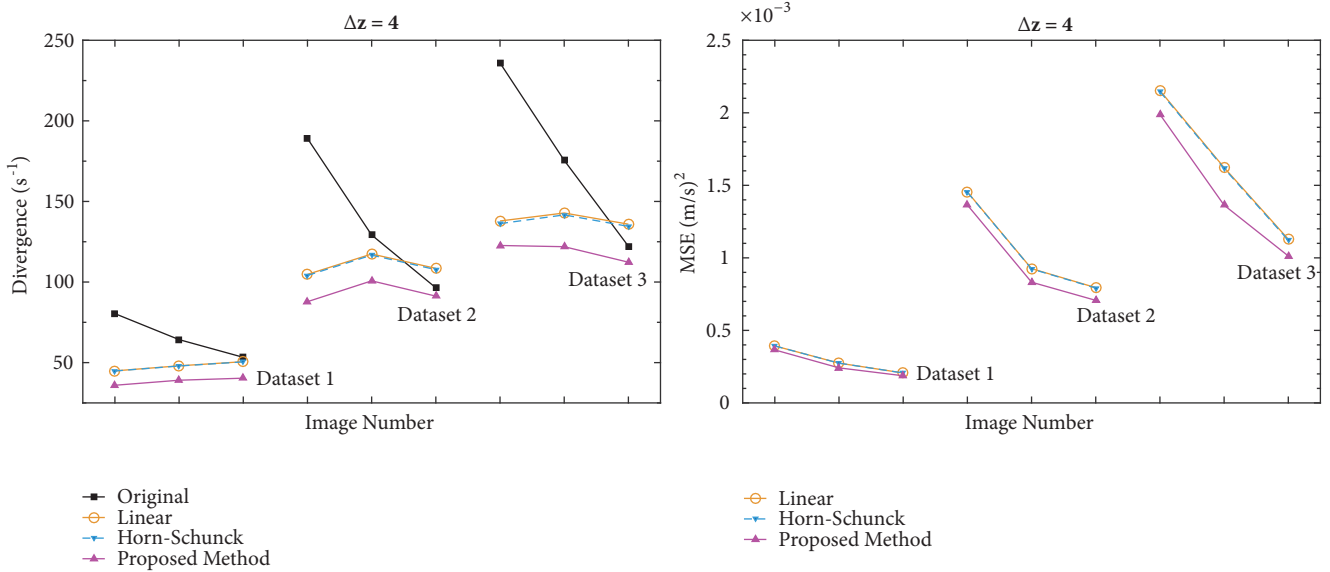 Δz = 4
250
200
150
100
50
Divergence (s⁻¹)
Dataset 1
Dataset 2
Dataset 3
Image Number
Original
Linear
Horn-Schunck
Proposed Method
×10⁻³
Δz = 4
2.5
2
1.5
1
0.5
0
MSE (m/s)²
Dataset 1
Dataset 2
Dataset 3
Image Number
Linear
Horn-Schunck
Proposed Method